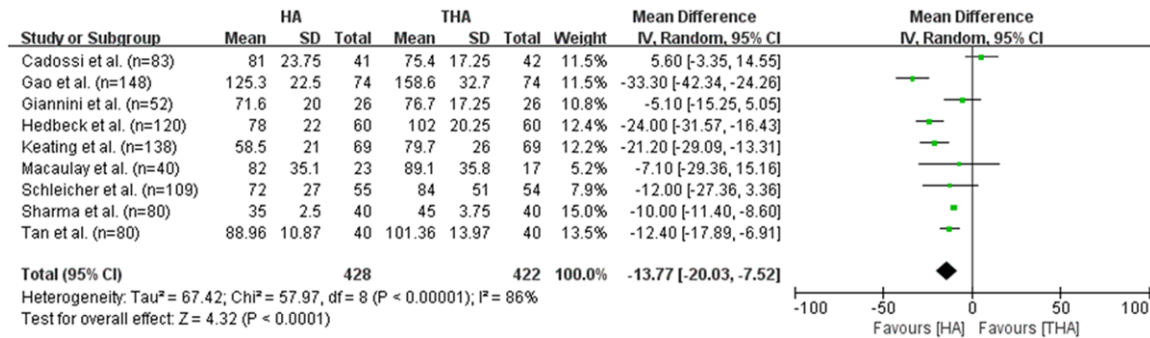 HA THA Mean Difference Mean Difference
Study or Subgroup Mean SD Total Mean SD Total Weight IV, Random, 95% CI IV, Random, 95% CI
Cadossi et al. (n=83) 81 23.75 41 75.4 17.25 42 11.5% 5.60 [-3.35, 14.55]
Gao et al. (n=148) 125.3 22.5 74 158.6 32.7 74 11.5% -33.30 [-42.34, -24.26]
Giannini et al. (n=52) 71.6 20 26 76.7 17.25 26 10.8% -5.10 [-15.25, 5.05]
Hedbeck et al. (n=120) 78 22 60 102 20.25 60 12.4% -24.00 [-31.57, -16.43]
Keating et al. (n=138) 58.5 21 69 79.7 26 69 12.2% -21.20 [-29.09, -13.31]
Macaulay et al. (n=40) 82 35.1 23 89.1 35.8 17 5.2% -7.10 [-29.36, 15.16]
Schleicher et al. (n=109) 72 27 55 84 51 54 7.9% -12.00 [-27.36, 3.36]
Sharma et al. (n=80) 35 2.5 40 45 3.75 40 15.0% -10.00 [-11.40, -8.60]
Tan et al. (n=80) 88.96 10.87 40 101.36 13.97 40 13.5% -12.40 [-17.89, -6.91]
Total (95% CI) 428 422 100.0% -13.77 [-20.03, -7.52]
Heterogeneity: Tau² = 67.42; Chi² = 57.97, df = 8 (P < 0.00001); I² = 86%
Test for overall effect: Z = 4.32 (P < 0.0001)
-100 -50 0 50 100
Favours [HA] Favours [THA]